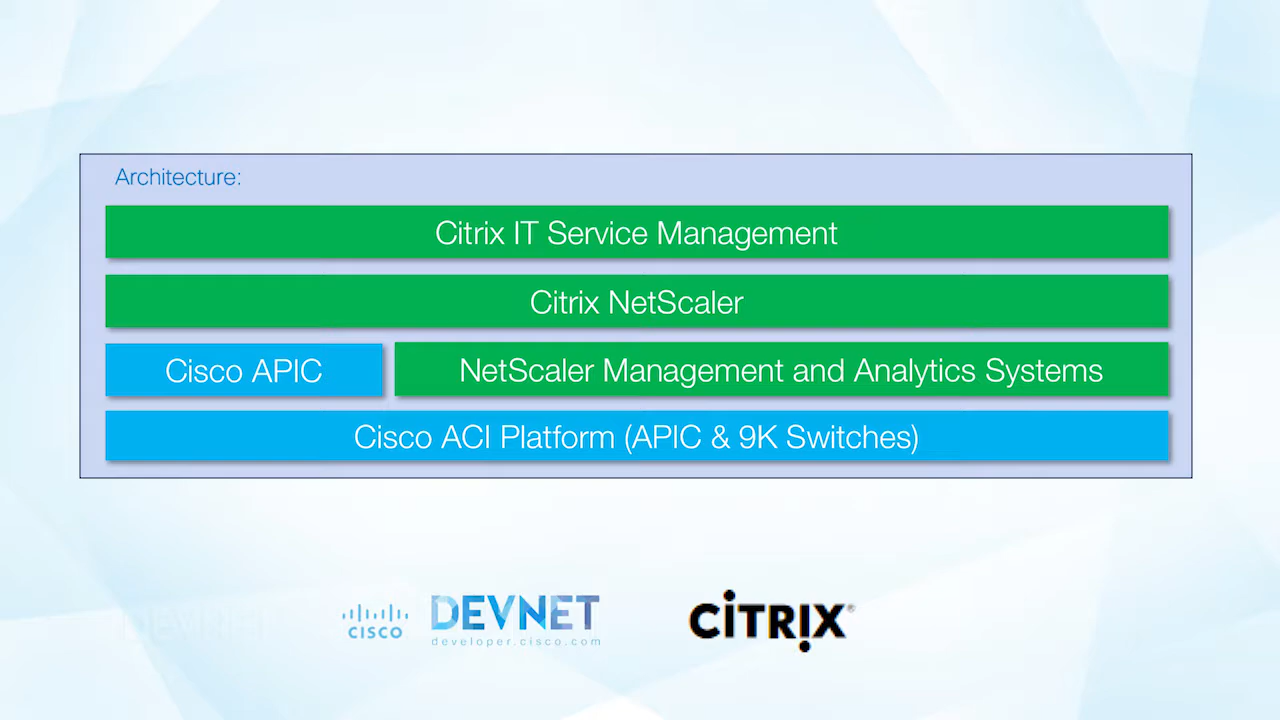 Architecture:
Citrix IT Service Management
Citrix NetScaler
Cisco APIC
NetScaler Management and Analytics Systems
Cisco ACI Platform (APIC & 9K Switches)
CISCO
DEVNET
developer.cisco.com
CiTRIX®